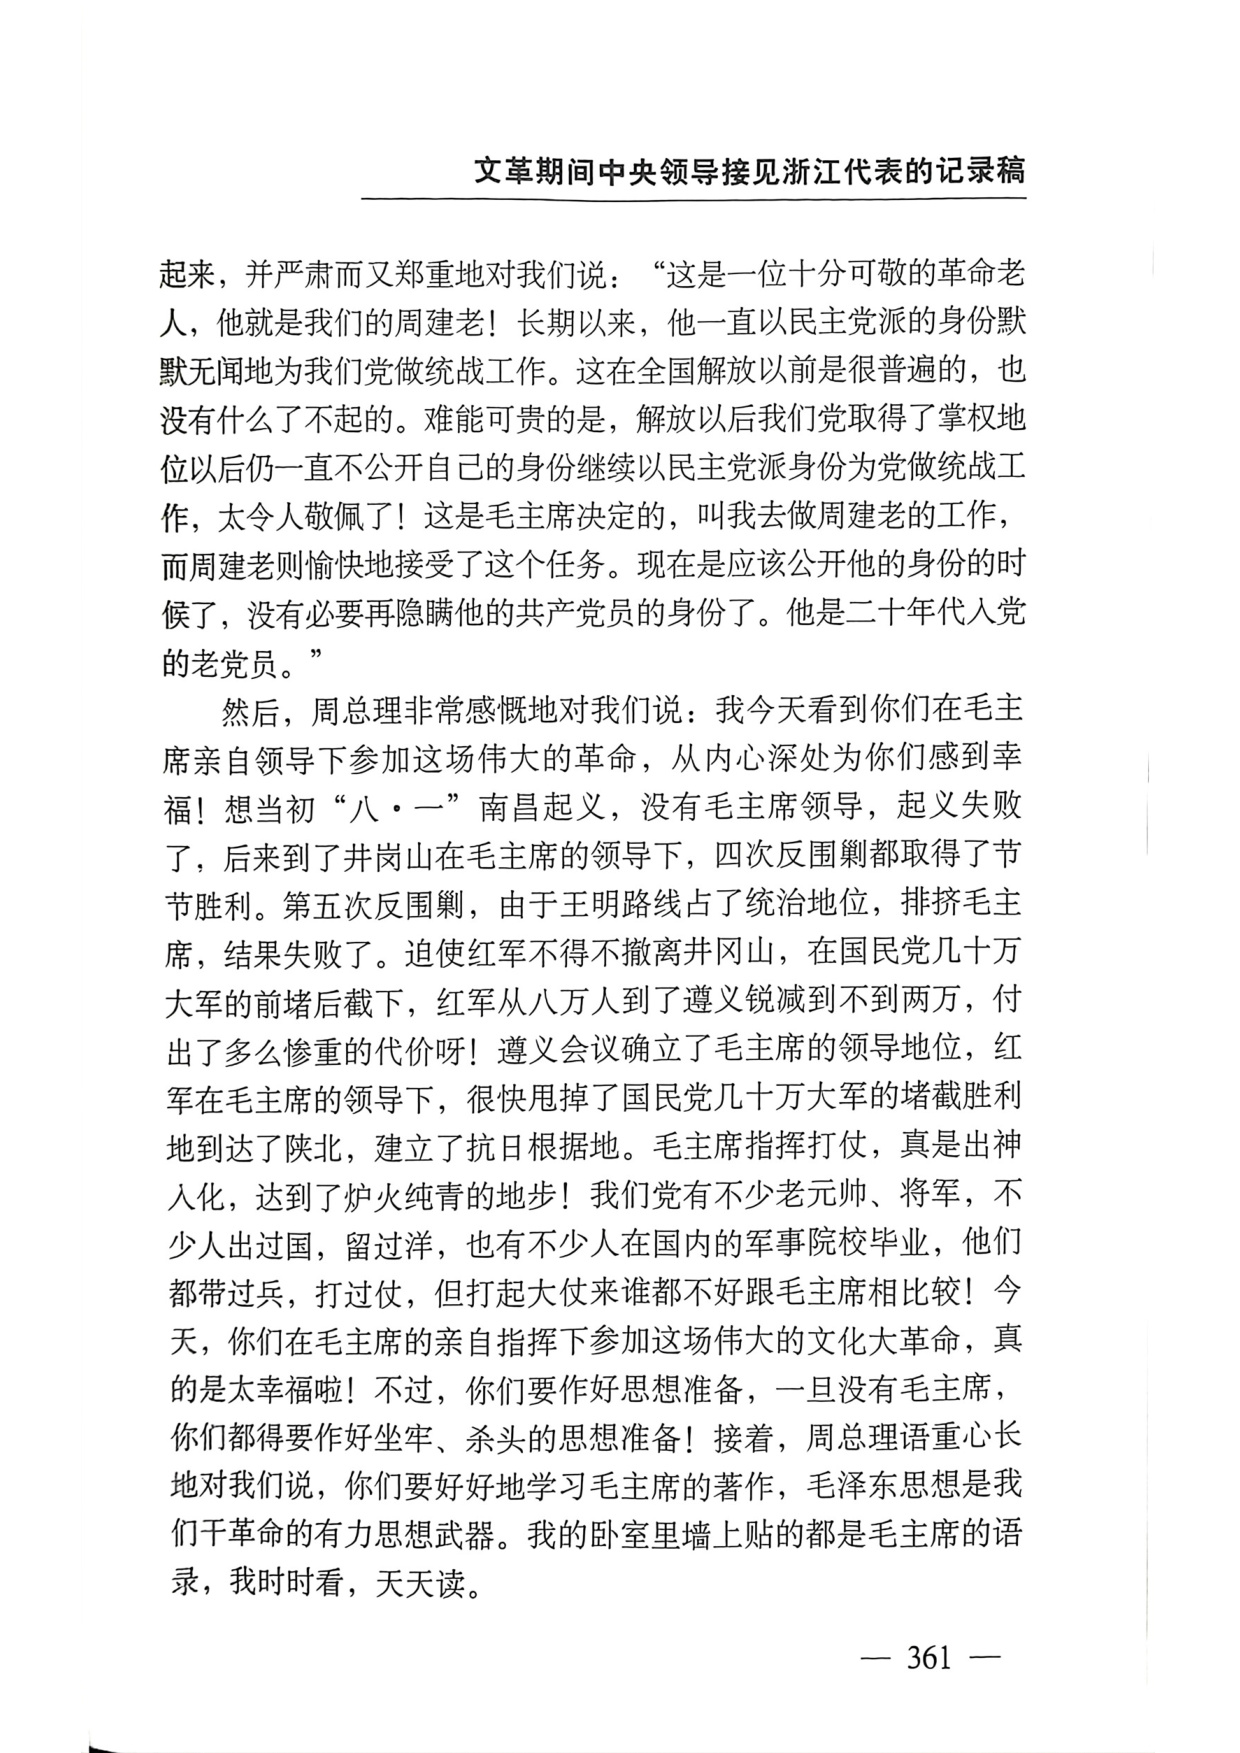 文革期间中央领导接见浙江代表的记录稿
起来，并严肃而又郑重地对我们说：“这是一位十分可敬的革命老
人，他就是我们的周建老！长期以来，他一直以民主党派的身份默
默无闻地为我们党做统战工作。这在全国解放以前是很普遍的，也
没有什么了不起的。难能可贵的是，解放以后我们党取得了掌权地
位以后仍一直不公开自己的身份继续以民主党派身份为党做统战工
作，太令人敬佩了！这是毛主席决定的，叫我去做周建老的工作，
而周建老则愉快地接受了这个任务。现在是应该公开他的身份的时
候了，没有必要再隐瞒他的共产党员的身份了。他是二十年代入党
的老党员。”
然后，周总理非常感慨地对我们说：我今天看到你们在毛主
席亲自领导下参加这场伟大的革命，从内心深处为你们感到幸
福！想当初“八·一”南昌起义，没有毛主席领导，起义失败
了，后来到了井岗山在毛主席的领导下，四次反围剿都取得了节
节胜利。第五次反围剿，由于王明路线占了统治地位，排挤毛主
席，结果失败了。迫使红军不得不撤离井冈山，在国民党几十万
大军的前堵后截下，红军从八万人到了遵义锐减到不到两万，付
出了多么惨重的代价呀！遵义会议确立了毛主席的领导地位，红
军在毛主席的领导下，很快甩掉了国民党几十万大军的堵截胜利
地到达了陕北，建立了抗日根据地。毛主席指挥打仗，真是出神
入化，达到了炉火纯青的地步！我们党有不少老元帅、将军，不
少人出过国，留过洋，也有不少人在国内的军事院校毕业，他们
都带过兵，打过仗，但打起大仗来谁都不好跟毛主席相比较！今
天，你们在毛主席的亲自指挥下参加这场伟大的文化大革命，真
的是太幸福啦！不过，你们要作好思想准备，一旦没有毛主席，
你们都得要作好坐牢、杀头的思想准备！接着，周总理语重心长
地对我们说，你们要好好地学习毛主席的著作，毛泽东思想是我
们干革命的有力思想武器。我的卧室里墙上贴的都是毛主席的语
录，我时时看，天天读。
— 361 —